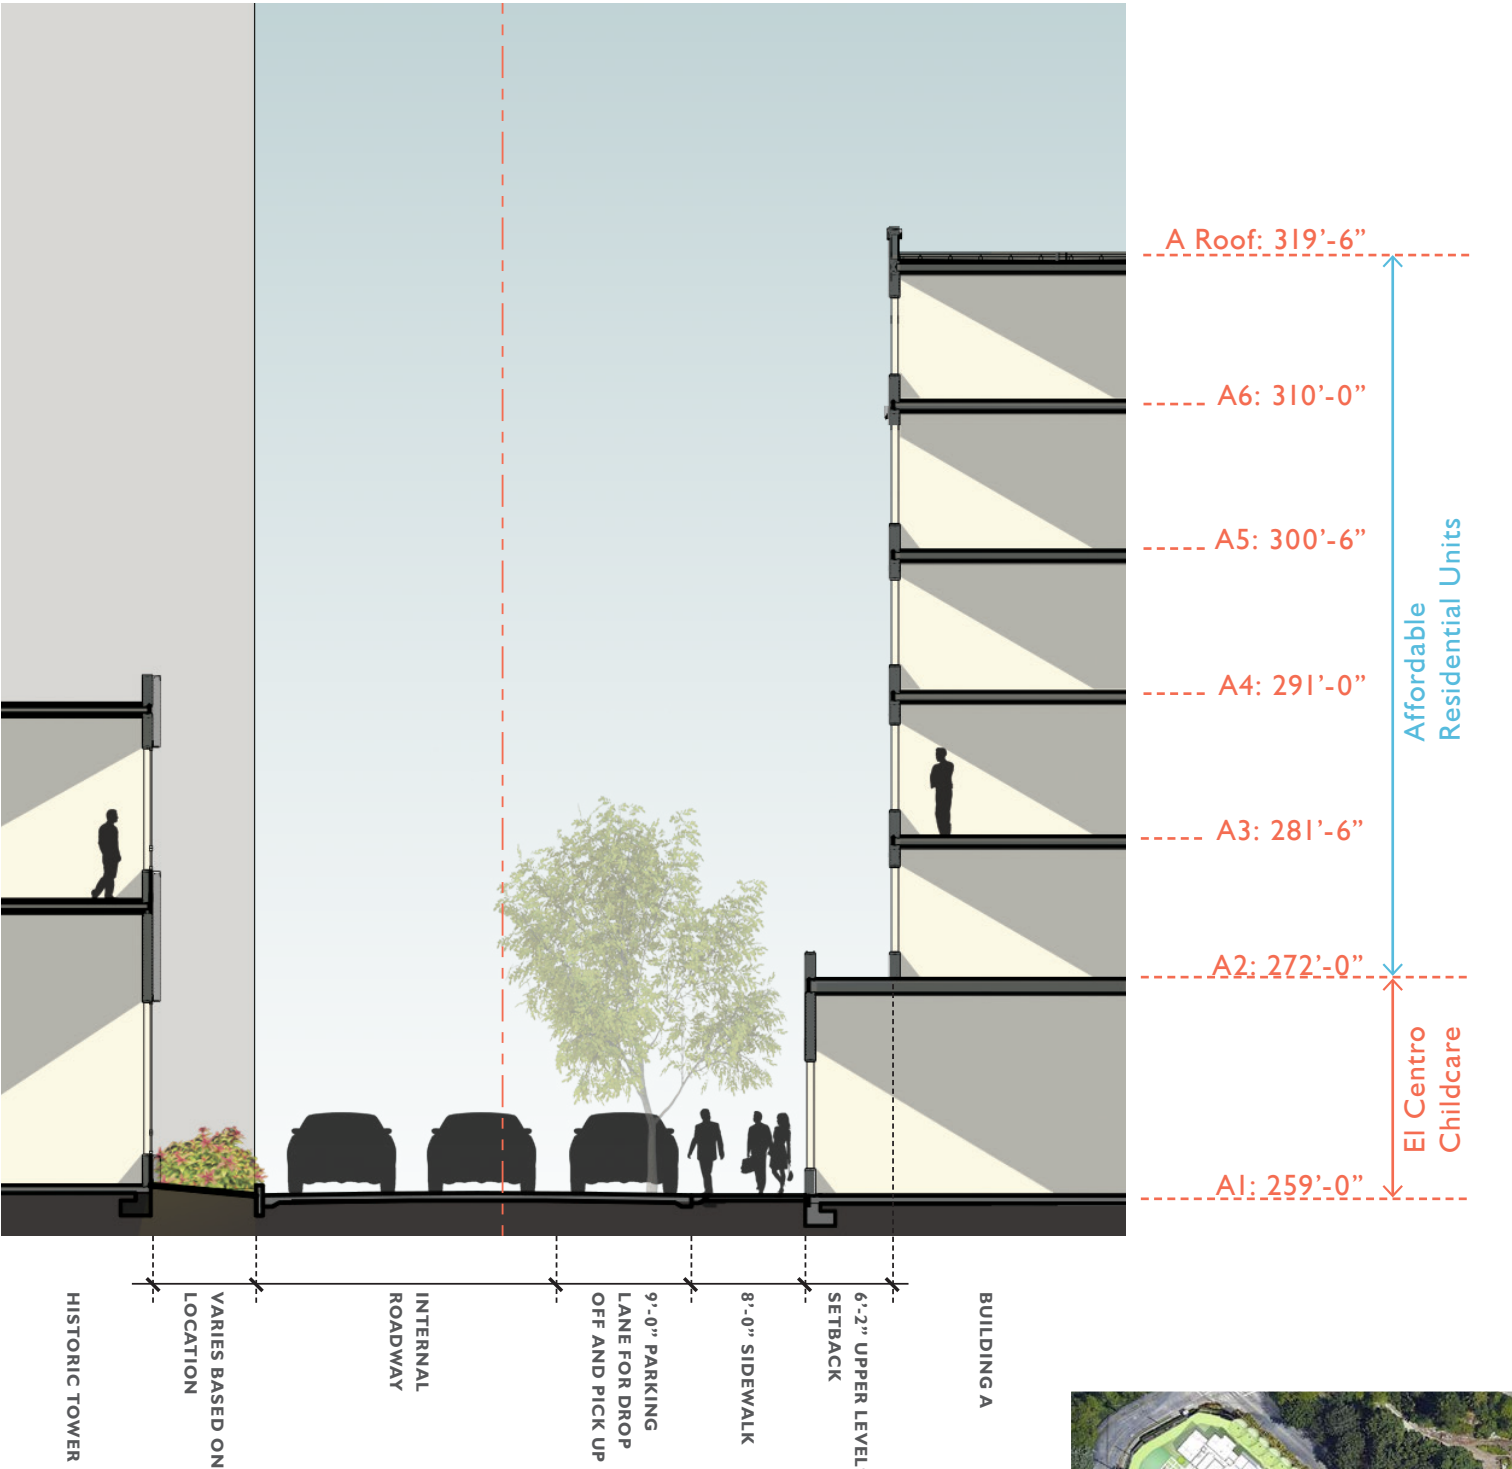 A Roof: 319’-6”
A6: 310’-0”
A5: 300’-6”
A4: 291’-0”
A3: 281’-6”
A2: 272’-0”
A1: 259’-0”
Affordable
Residential Units
El Centro
Childcare
HISTORIC TOWER
VARIES BASED ON
LOCATION
INTERNAL
ROADWAY
9’-0” PARKING
LANE FOR DROP
OFF AND PICK UP
8’-0” SIDEWALK
6’-2” UPPER LEVEL
SETBACK
BUILDING A